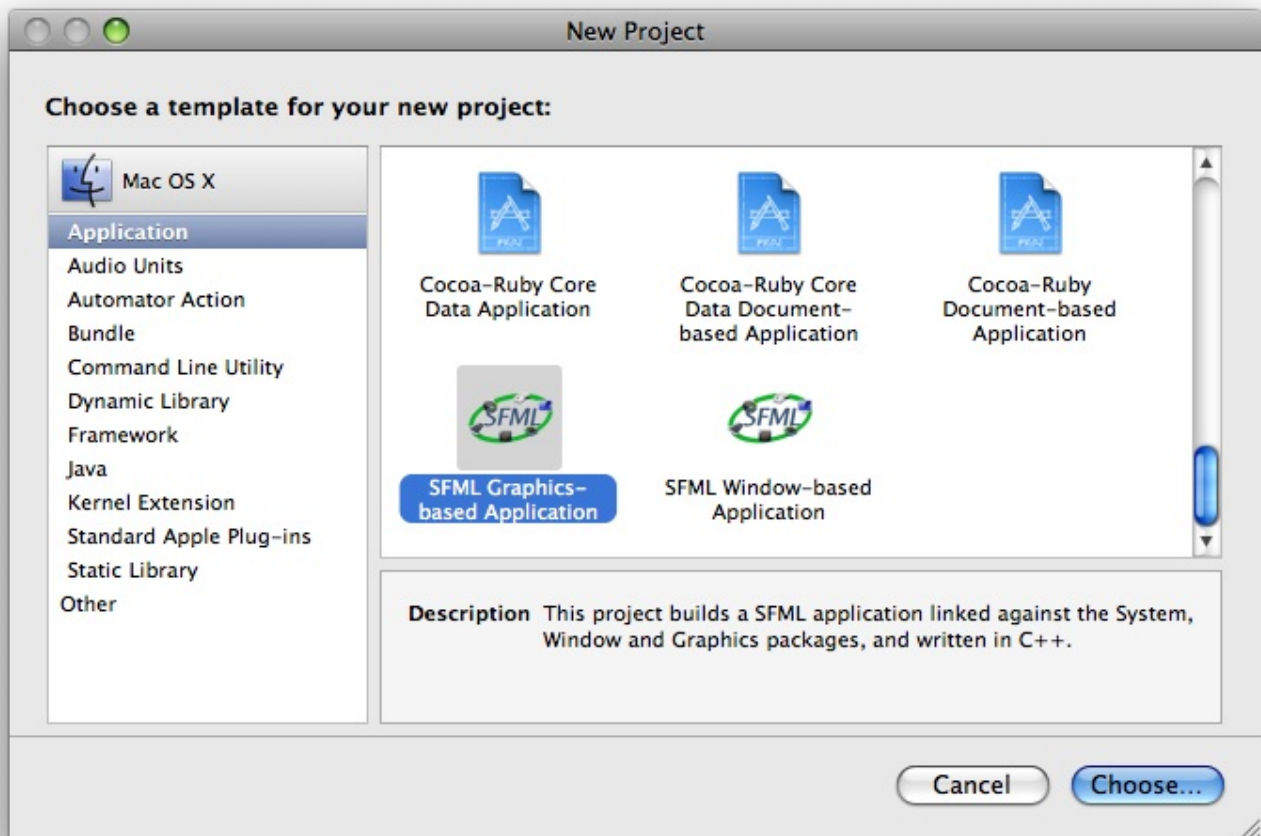 New Project
Choose a template for your new project:
Mac OS X
Application
Audio Units
Automator Action
Bundle
Command Line Utility
Dynamic Library
Framework
Java
Kernel Extension
Standard Apple Plug-ins
Static Library
Other
Cocoa-Ruby Core
Data Application
Cocoa-Ruby Core
Data Document-
based Application
Cocoa-Ruby
Document-based
Application
SFML
SFML Graphics-
based Application
SFML
SFML Window-based
Application
Description This project builds a SFML application linked against the System,
Window and Graphics packages, and written in C++.
Cancel
Choose...